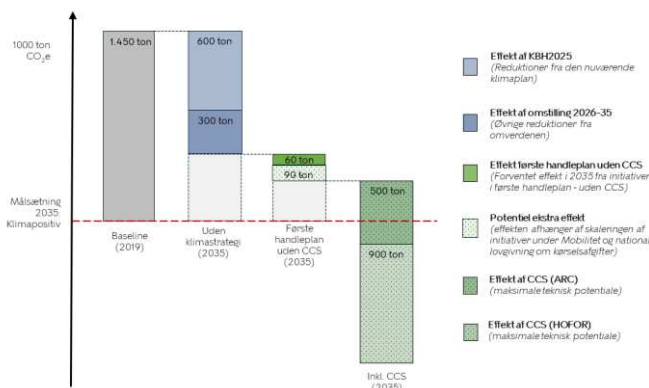 1000 ton
CO₂e
Målsætning
2035
Klimapositiv
1.450 ton
600 ton
300 ton
60 ton
90 ton
500 ton
900 ton
Baseline
(2019)
Uden
klimastrategi
(2035)
Første
handleplan
uden CCS
(2035)
Inkl. CCS
(2035)
Effekt af KBH2025
(Reduktioner fra den nuværende
klimaplan)
Effekt af omstilling 2026-35
(Øvrige reduktioner fra
omverdenen)
Effekt første handleplan uden CCS
(Forventet effekt i 2035 fra initiativer
i første handleplan - uden CCS)
Potentiel ekstra effekt
(effekten afhænger af skaleringen af
initiativer under Mobilitet og national
lovgivning om kørselsafgifter)
Effekt af CCS (ARC)
(maksimale teknisk potentiale)
Effekt af CCS (HOFOR)
(maksimale teknisk potentiale)